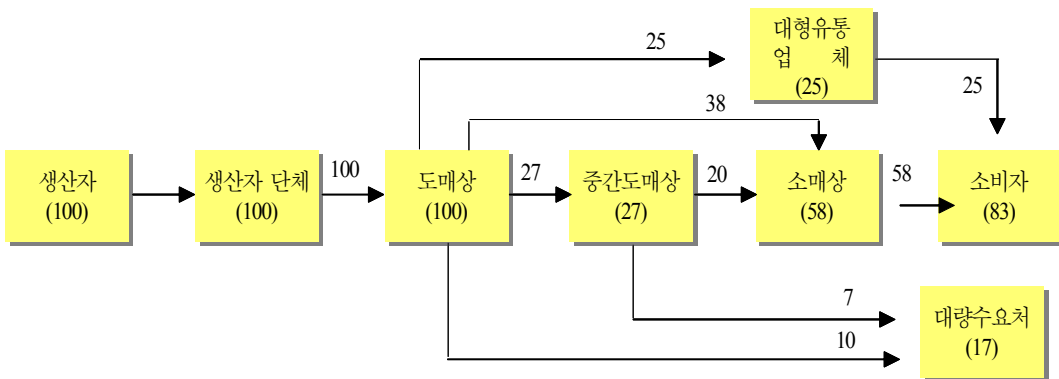 대형유통
업 체
(25)
25
25
38
생산자
(100)
생산자 단체
(100)
100
도매상
(100)
27
중간도매상
(27)
20
소매상
(58)
58
소비자
(83)
7
10
대량수요처
(17)